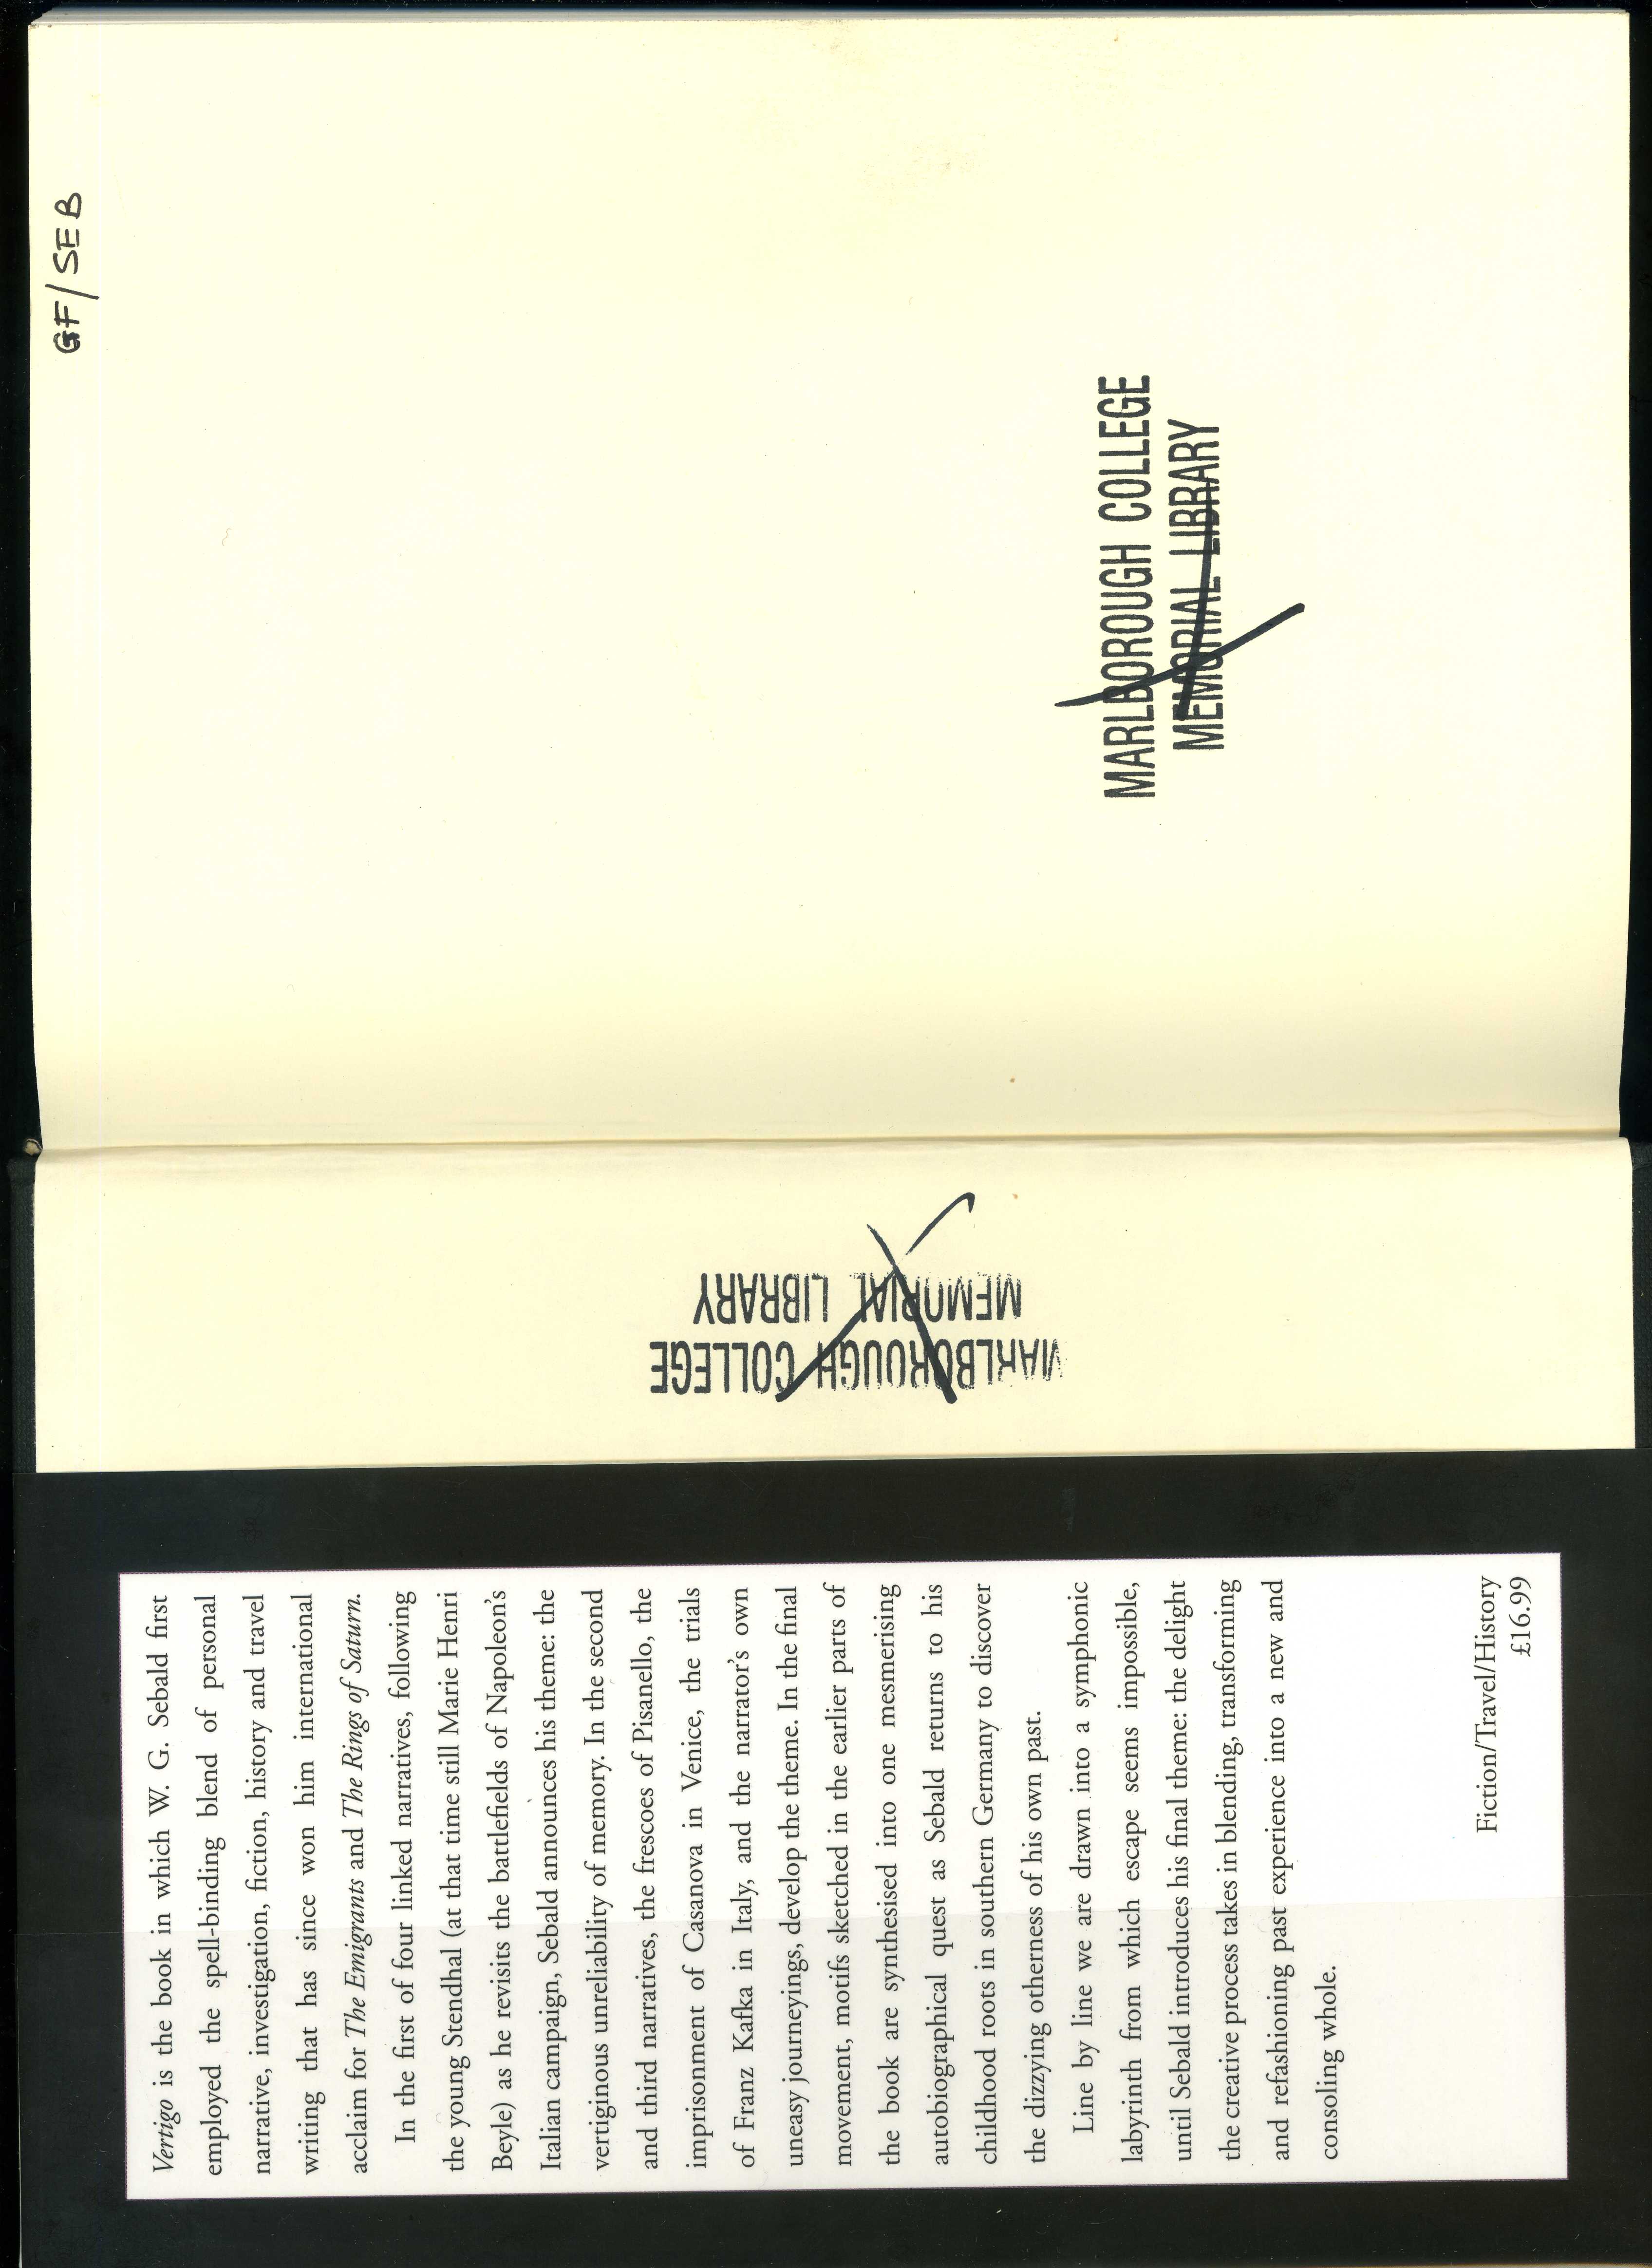 Vertigo is the book in which W. G. Sebald first
employed the spell-binding blend of personal
narrative, investigation, fiction, history and travel
writing that has since won him international
acclaim for The Emigrants and The Rings of Saturn.
In the first of four linked narratives, following
the young Stendhal (at that time still Marie Henri
Beyle) as he revisits the battlefields of Napoleon's
Italian campaign, Sebald announces his theme: the
vertiginous unreliability of memory. In the second
and third narratives, the frescoes of Pisanello, the
imprisonment of Casanova in Venice, the trials
of Franz Kafka in Italy, and the narrator's own
uneasy journeyings, develop the theme. In the final
movement, motifs sketched in the earlier parts of
the book are synthesised into one mesmerising
autobiographical quest as Sebald returns to his
childhood roots in southern Germany to discover
the dizzying otherness of his own past.
Line by line we are drawn into a symphonic
labyrinth from which escape seems impossible,
until Sebald introduces his final theme: the delight
the creative process takes in blending, transforming
and refashioning past experience into a new and
consoling whole.
Fiction/Travel/History
£16.99
MARLBOROUGH COLLEGE
MEMORIAL LIBRARY
GF/SEB
MARLBOROUGH COLLEGE
MEMORIAL LIBRARY